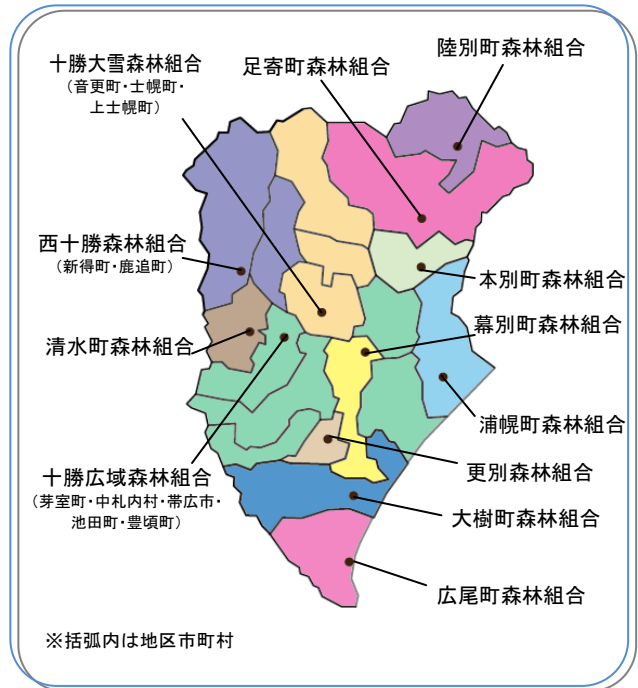 陸別町森林組合
足寄町森林組合
十勝大雪森林組合
（音更町・士幌町・
上士幌町）
西十勝森林組合
（新得町・鹿追町）
本別町森林組合
幕別町森林組合
清水町森林組合
浦幌町森林組合
更別森林組合
十勝広域森林組合
（芽室町・中札内村・帯広市・
池田町・豊頃町）
大樹町森林組合
広尾町森林組合
※括弧内は地区市町村